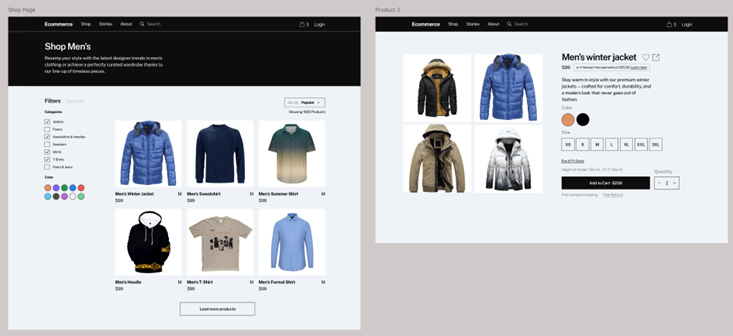 Shop Page
Ecommerce Shop Stories About Search 3 Login
Shop Men's
Revamp your style with the latest designer trends in men's
clothing or achieve a perfectly curated wardrobe thanks to
our line-up of timeless pieces.
Filters
Sort By Popular
Categories
Jackets
Fleece
Sweatshirts & Hoodies
Sweaters
Shirts
T-Shirts
Pants & Jeans
Color
Men's Winter Jacket M
$99
Men's Sweatshirt M
$99
Men's Summer Shirt M
$99
Men's Hoodie M
$99
Men's T-Shirt M
$99
Men's Formal Shirt M
$99
Load more products
Product 2
Ecommerce Shop Stories About Search 3 Login
Men's winter jacket
$99
Learn more
Stay warm in style with our premium winter
jackets – crafted for comfort, durability, and
a modern look that never goes out of
fashion.
Color
Size
XS S M L XL XXL 3XL
Size & Fit Guide
Quantity
Add to Cart
- 2 +
Free Returns